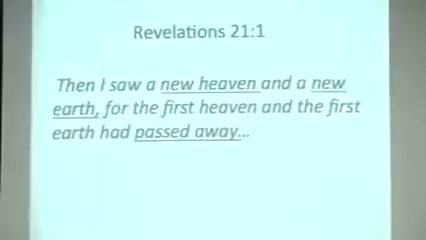 Revelations 21:1
Then I saw a new heaven and a new
earth, for the first heaven and the first
earth had passed away...